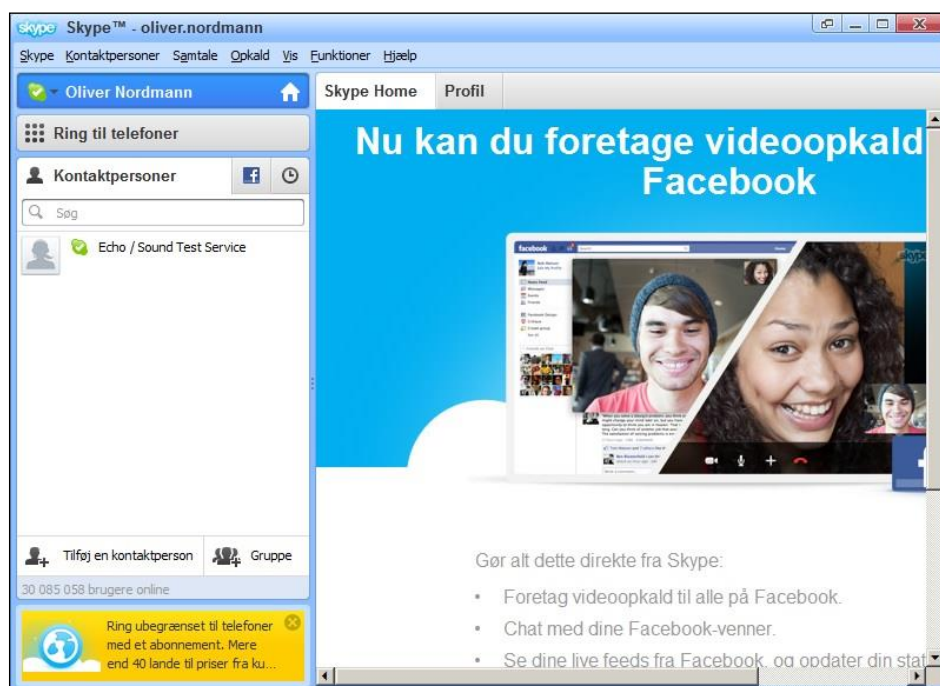 skype Skype™ - oliver.nordmann
Skype Kontaktpersoner Samtale Opkald Vis Funktioner Hjælp
Oliver Nordmann
Ring til telefoner
Kontaktpersoner
Søg
Echo / Sound Test Service
Tilføj en kontaktperson Gruppe
30 085 058 brugere online
Ring ubegrænset til telefoner
med et abonnement. Mere
end 40 lande til priser fra ku...
Skype Home Profil
Nu kan du foretage videoopkald
Facebook
facebook
skype
Gør alt dette direkte fra Skype:
• Foretag videoopkald til alle på Facebook.
• Chat med dine Facebook-venner.
• Se dine live feeds fra Facebook, og opdater din stat